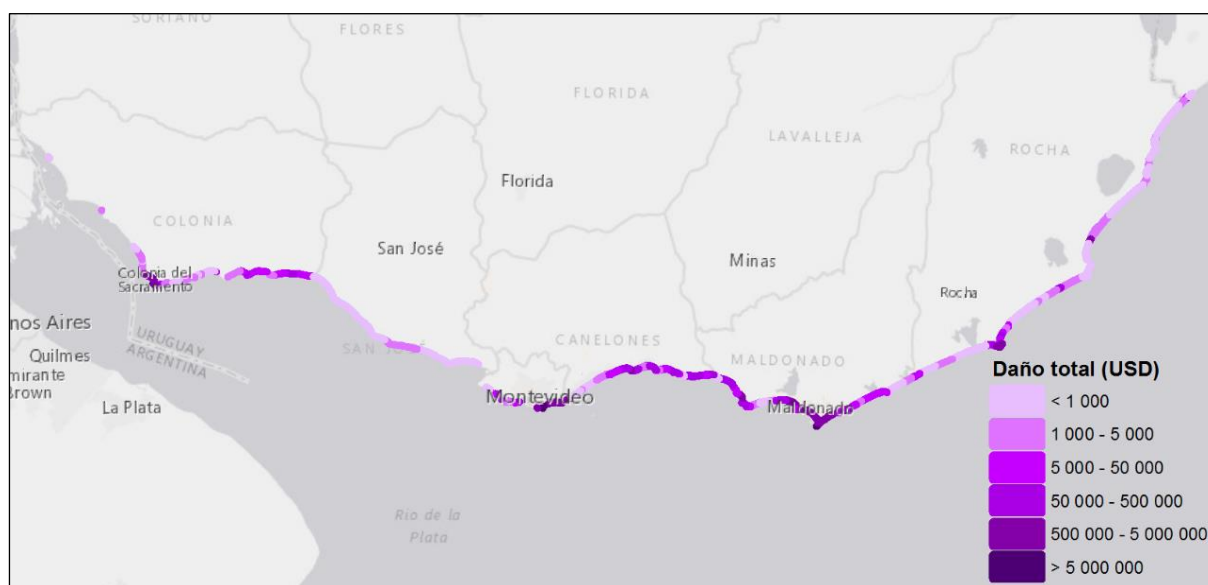 SORIANO
FLORES
FLORIDA
LAVALLEJA
ROCHA
Florida
COLONIA
San José
Minas
Colonia del
Sacramento
Rocha
nos Aires
URUGUAY
ARGENTINA
SAN JOSÉ
CANELONES
MALDONADO
Quilmes
mirante
Brown
La Plata
Montevideo
Maldonado
Rio de la
Plata
Daño total (USD)
< 1 000
1 000 - 5 000
5 000 - 50 000
50 000 - 500 000
500 000 - 5 000 000
> 5 000 000